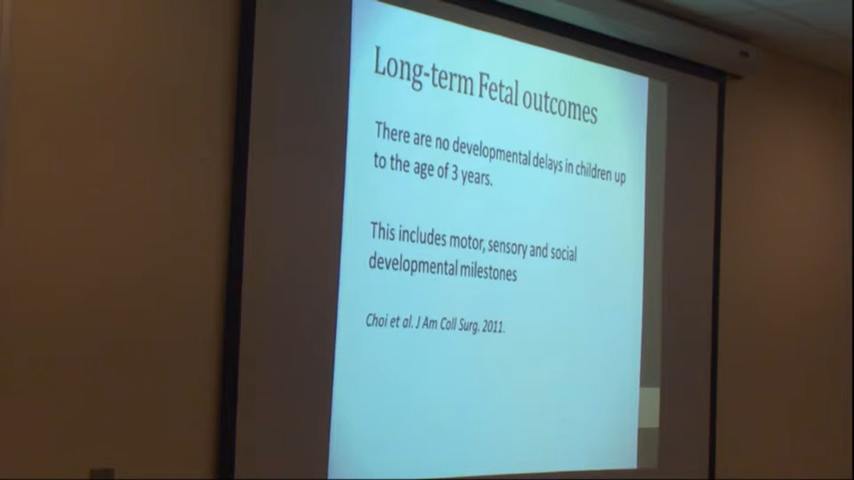 Long-term Fetal outcomes
There are no developmental delays in children up
to the age of 3 years.
This includes motor, sensory and social
developmental milestones
Choi et al. J Am Coll Surg. 2011.